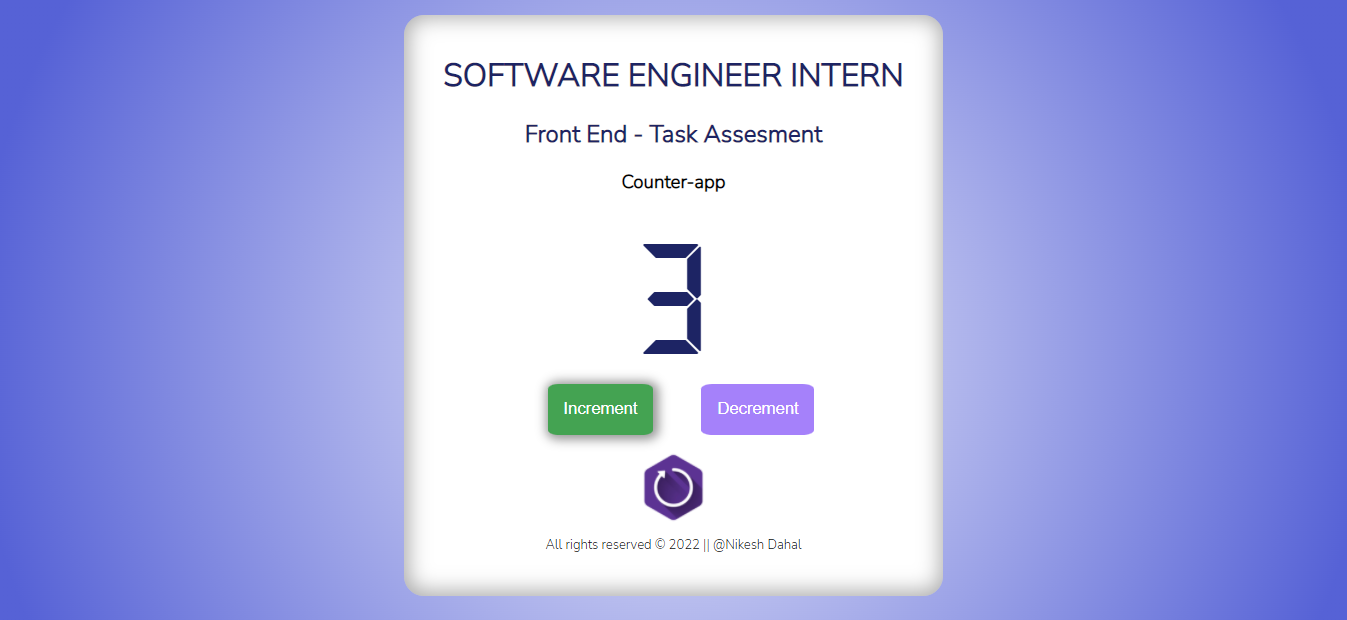 SOFTWARE ENGINEER INTERN
Front End - Task Assesment
Counter-app
3
Increment
Decrement
All rights reserved © 2022 || @Nikesh Dahal